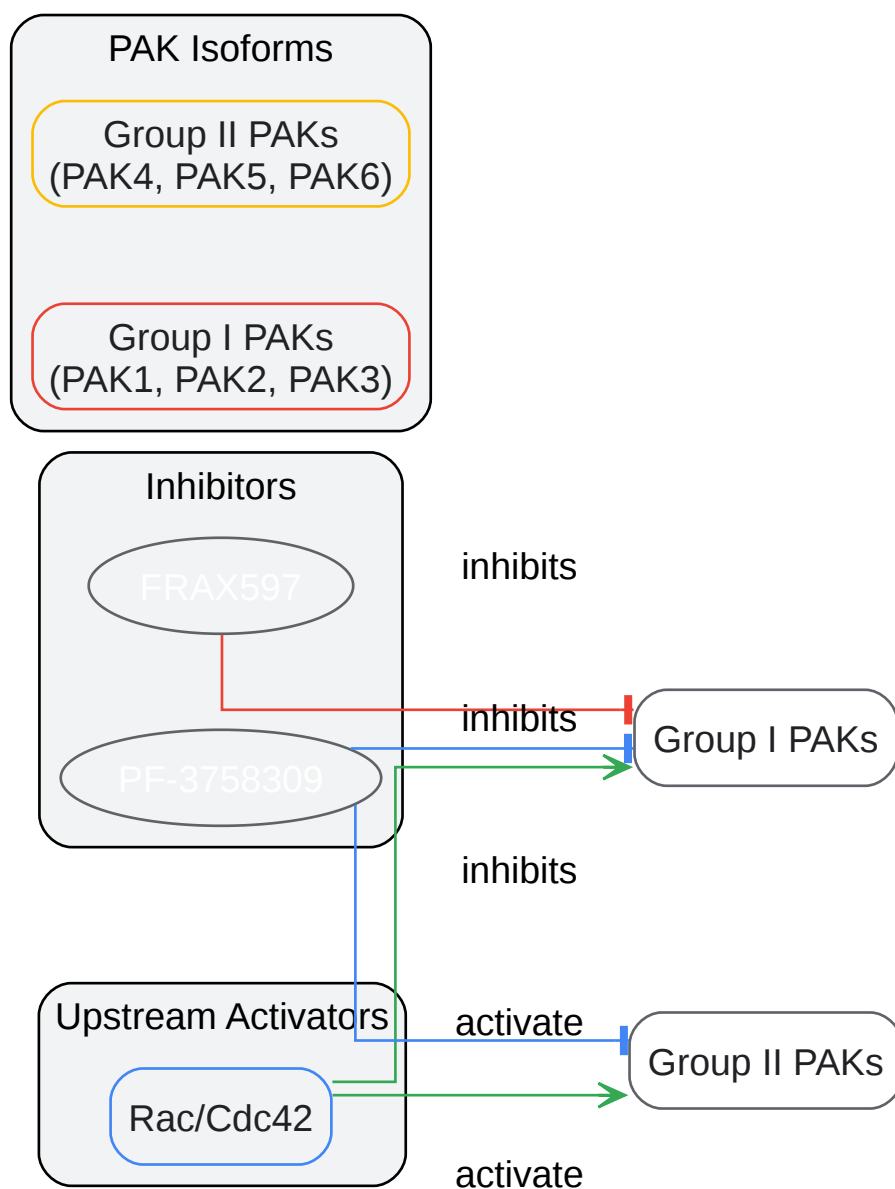 PAK Isoforms
Group II PAKs
(PAK4, PAK5, PAK6)
Group I PAKs
(PAK1, PAK2, PAK3)
Inhibitors
FRAX597
inhibits
inhibits
Group I PAKs
PF-3758309
inhibits
Upstream Activators
activate
Group II PAKs
Rac/Cdc42
activate